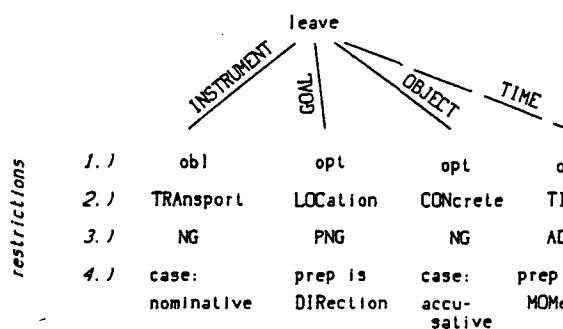 leave
INSTRUMENT GOAL OBJECT TIME
restrictions
1.) obl opt opt
2.) TRAnsport LOCation CONcrete
3.) NG PNG NG
4.) case: prep is case: prep
nominative DIRection accu-
sative